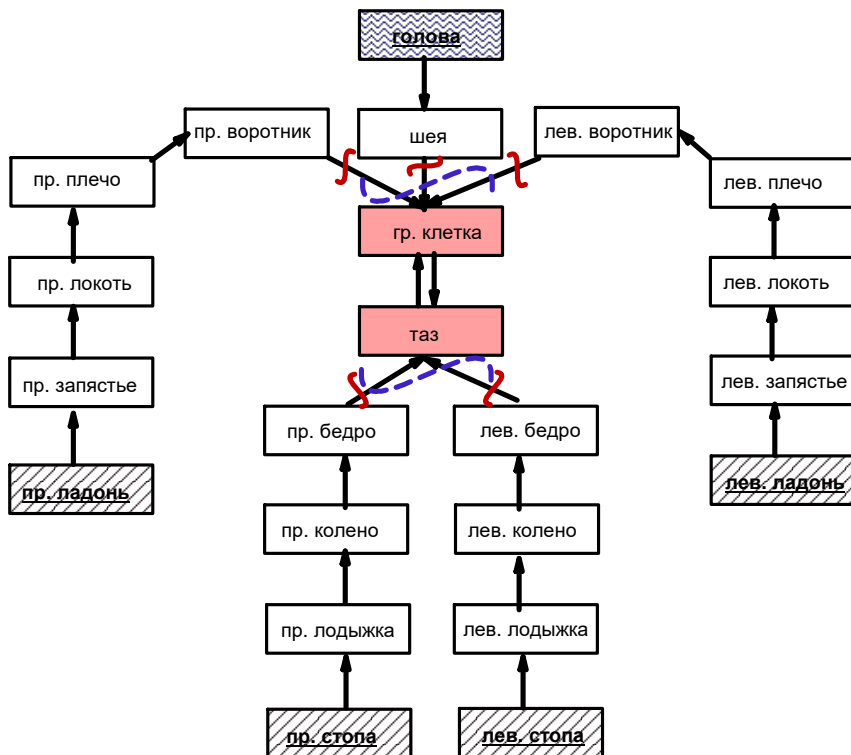 голова
пр. воротник
шея
лев. воротник
пр. плечо
лев. плечо
гр. клетка
пр. локоть
лев. локоть
таз
пр. запястье
лев. запястье
пр. бедро
лев. бедро
пр. ладонь
лев. ладонь
пр. колено
лев. колено
пр. лодыжка
лев. лодыжка
пр. стопа
лев. стопа